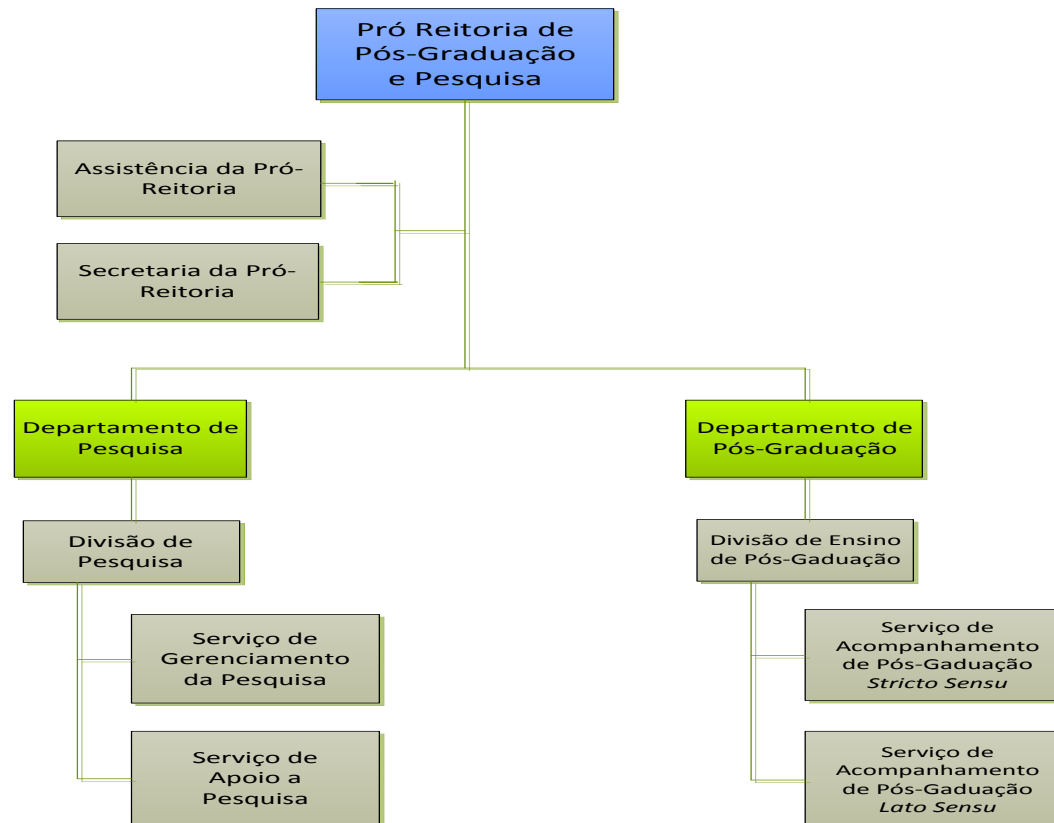 Pró Reitoria de
Pós-Graduação
e Pesquisa
Assistência da Pró-
Reitoria
Secretaria da Pró-
Reitoria
Departamento de
Pesquisa
Departamento de
Pós-Graduação
Divisão de
Pesquisa
Divisão de Ensino
de Pós-Gaduação
Serviço de
Gerenciamento
da Pesquisa
Serviço de
Acompanhamento
de Pós-Gaduação
Stricto Sensu
Serviço de
Apoio a
Pesquisa
Serviço de
Acompanhamento
de Pós-Gaduação
Lato Sensu